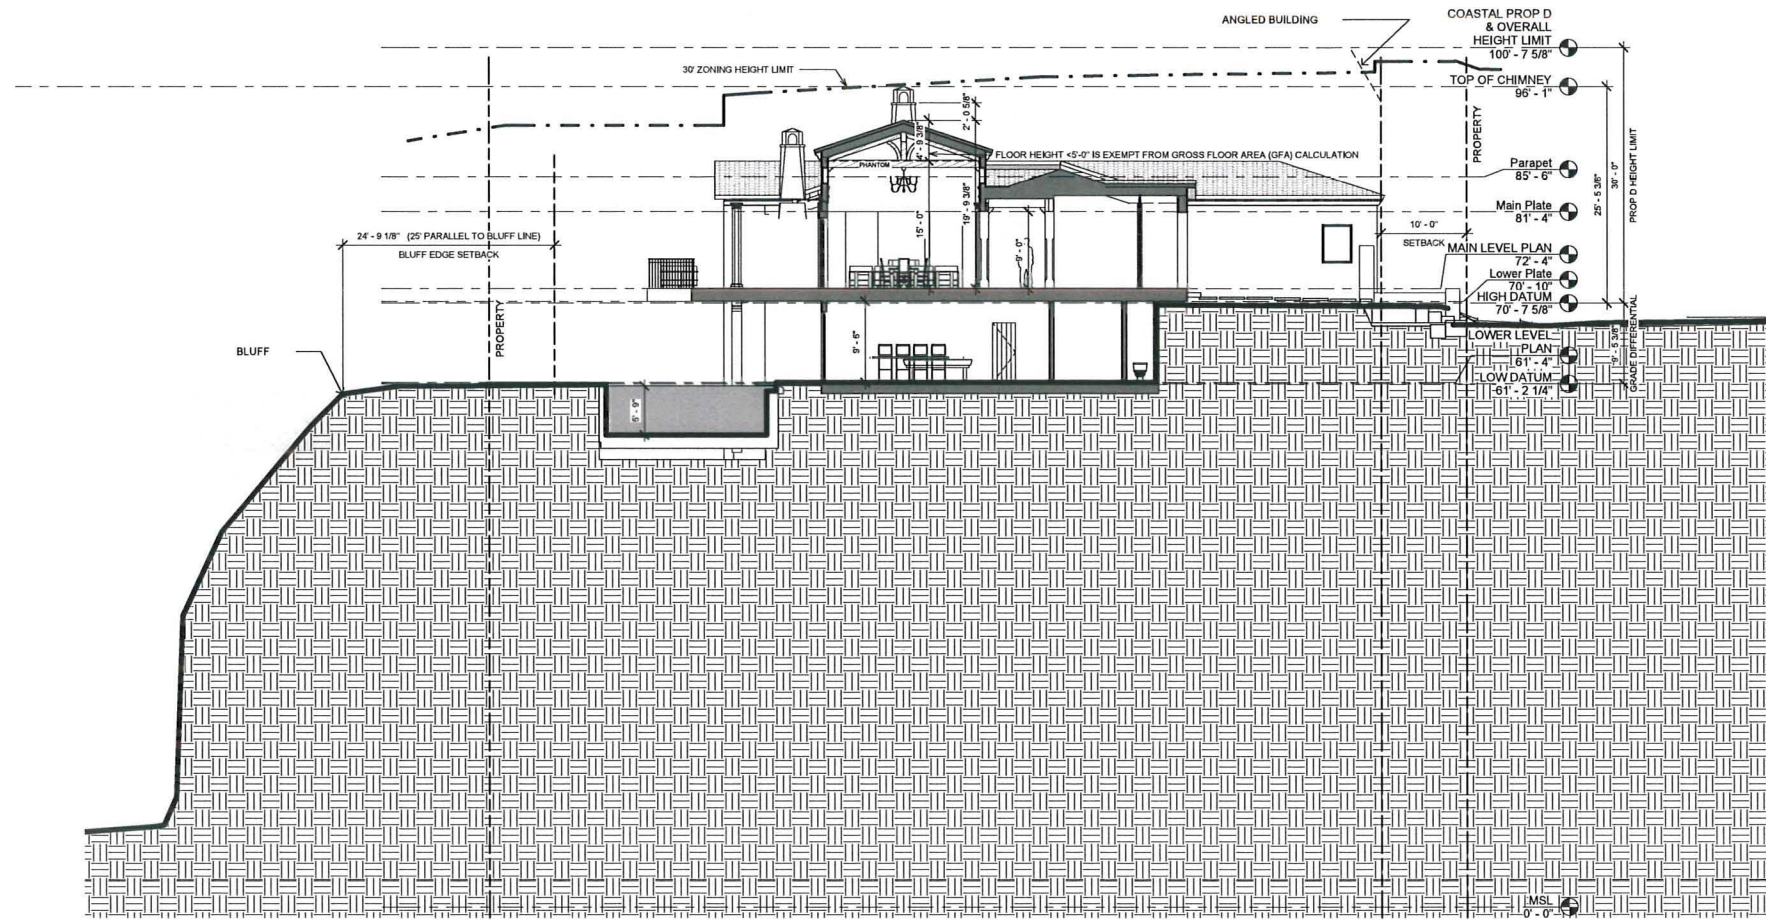 ANGLED BUILDING
COASTAL PROP D
& OVERALL
HEIGHT LIMIT
100' - 7 5/8"
30' ZONING HEIGHT LIMIT
TOP OF CHIMNEY
96' - 1"
2' - 0 5/8"
4' - 9 3/8"
PROPERTY
PHANTOM
FLOOR HEIGHT <5'-0" IS EXEMPT FROM GROSS FLOOR AREA (GFA) CALCULATION
Parapet
85' - 6"
30' - 0"
PROP D HEIGHT LIMIT
25' - 5 3/8"
Main Plate
81' - 4"
19' - 9 3/8"
15' - 0"
9' - 0"
10' - 0"
SETBACK
24' - 9 1/8" (25' PARALLEL TO BLUFF LINE)
BLUFF EDGE SETBACK
MAIN LEVEL PLAN
72' - 4"
Lower Plate
70' - 10"
HIGH DATUM
70' - 7 5/8"
PROPERTY
BLUFF
9' - 6"
LOWER LEVEL
PLAN
61' - 4"
LOW DATUM
61' - 2 1/4"
9' - 5 3/8"
GRADE DIFFERENTIAL
MSL
0' - 0"